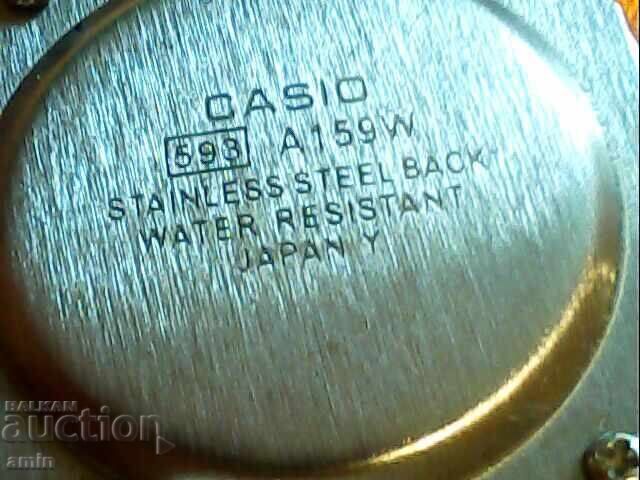 CASIO
593 A159W
STAINLESS STEEL BACK
WATER RESISTANT
JAPAN Y
BALKAN
auction
amin